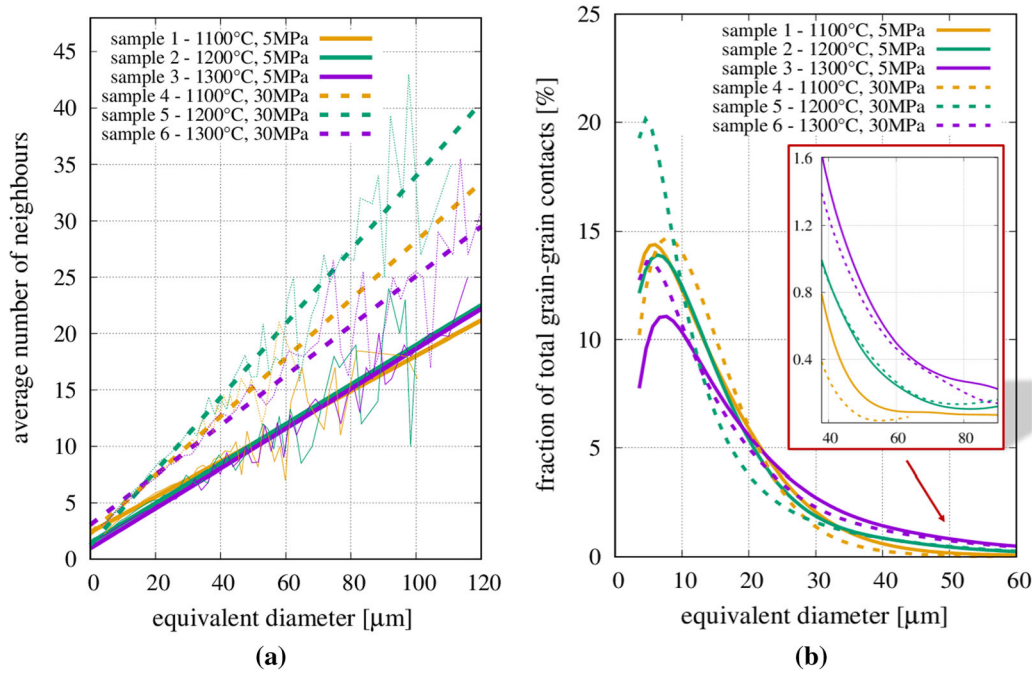 sample 1 - 1100°C, 5MPa
sample 2 - 1200°C, 5MPa
sample 3 - 1300°C, 5MPa
sample 4 - 1100°C, 30MPa
sample 5 - 1200°C, 30MPa
sample 6 - 1300°C, 30MPa
average number of neighbours
45
40
35
30
25
20
15
10
5
0
0 20 40 60 80 100 120
equivalent diameter [μm]
(a)
sample 1 - 1100°C, 5MPa
sample 2 - 1200°C, 5MPa
sample 3 - 1300°C, 5MPa
sample 4 - 1100°C, 30MPa
sample 5 - 1200°C, 30MPa
sample 6 - 1300°C, 30MPa
fraction of total grain-grain contacts [%]
25
20
15
10
5
0
1.6
1.2
0.8
0.4
40 60 80
0 10 20 30 40 50 60
equivalent diameter [μm]
(b)